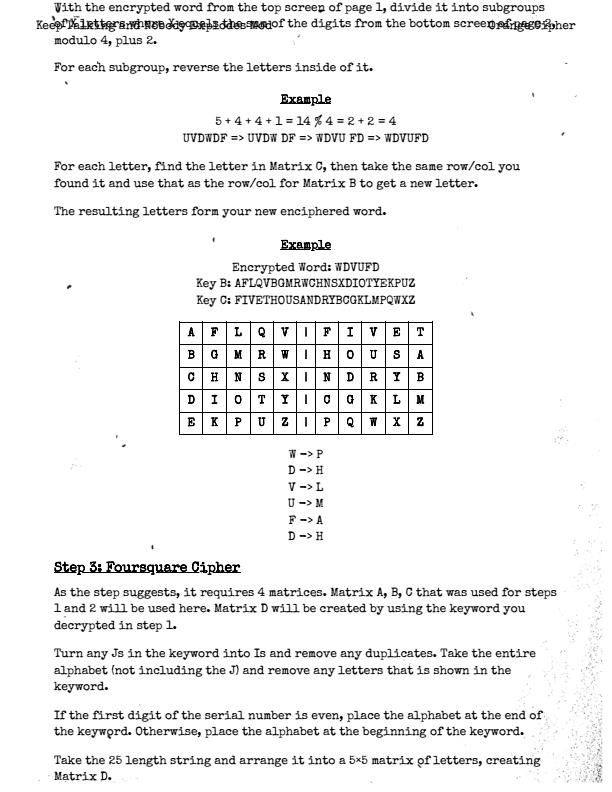 With the encrypted word from the top screen of page 1, divide it into subgroups
Keep Talking and Nobody Explodes Mod
Orange Cipher
of the digits from the bottom screen of page 2,
modulo 4, plus 2.
For each subgroup, reverse the letters inside of it.
Example
5 + 4 + 4 + 1 = 14 % 4 = 2 + 2 = 4
UVDWDF => UVDW DF => WDVU FD => WDVUFD
For each letter, find the letter in Matrix C, then take the same row/col you
found it and use that as the row/col for Matrix B to get a new letter.
The resulting letters form your new enciphered word.
Example
Encrypted Word: WDVUFD
Key B: AFLQVBGMRWCHNSXDIOTYEKPUZ
Key C: FIVETHOUSANDRYBCGKLMPQWXZ
A F L Q V | F I V E T
B G M R W | H O U S A
C H N S X | N D R Y B
D I O T Y | C G K L M
E K P U Z | P Q W X Z
W -> P
D -> H
V -> L
U -> M
F -> A
D -> H
Step 3: Foursquare Cipher
As the step suggests, it requires 4 matrices. Matrix A, B, C that was used for steps
1 and 2 will be used here. Matrix D will be created by using the keyword you
decrypted in step 1.
Turn any Js in the keyword into Is and remove any duplicates. Take the entire
alphabet (not including the J) and remove any letters that is shown in the
keyword.
If the first digit of the serial number is even, place the alphabet at the end of
the keyword. Otherwise, place the alphabet at the beginning of the keyword.
Take the 25 length string and arrange it into a 5×5 matrix of letters, creating
Matrix D.